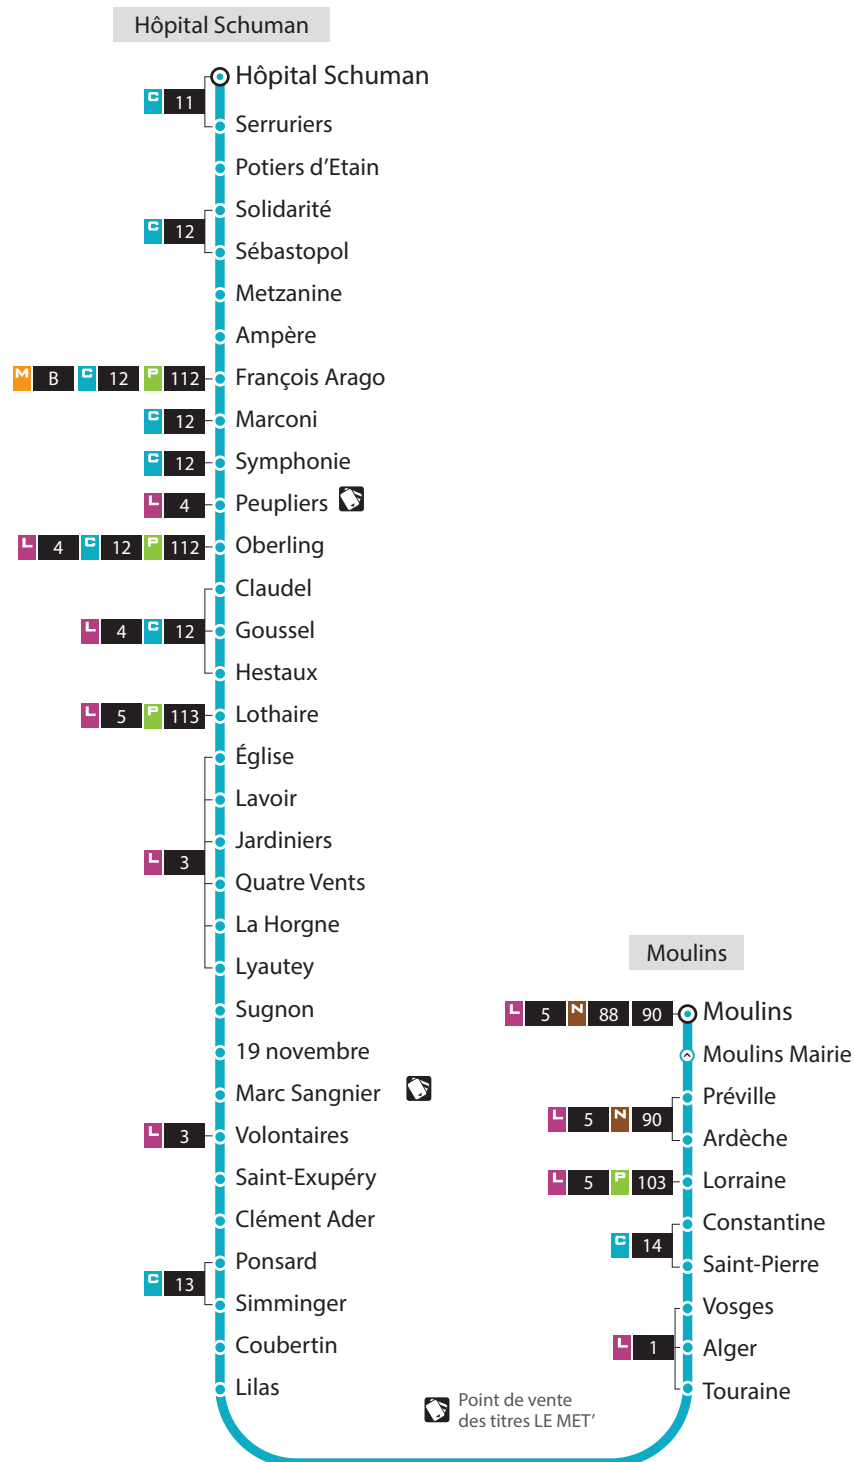 Hôpital Schuman
Hôpital Schuman
C 11
Serruriers
Potiers d'Etain
Solidarité
C 12
Sébastopol
Metzanine
Ampère
M B C 12 P 112 François Arago
C 12 Marconi
C 12 Symphonie
L 4 Peupliers
L 4 C 12 P 112 Oberling
Claudel
L 4 C 12 Goussel
Hestaux
L 5 P 113 Lothaire
Église
Lavoir
Jardiniers
L 3
Quatre Vents
La Horgne
Lyautey
Sugnon
19 novembre
Marc Sangnier
L 3 Volontaires
Saint-Exupéry
Clément Ader
Ponsard
C 13
Simminger
Coubertin
Lilas
Moulins
L 5 N 88 90 Moulins
Moulins Mairie
Préville
L 5 N 90
Ardèche
L 5 P 103 Lorraine
Constantine
C 14
Saint-Pierre
Vosges
L 1 Alger
Touraine
Point de vente
des titres LE MET'